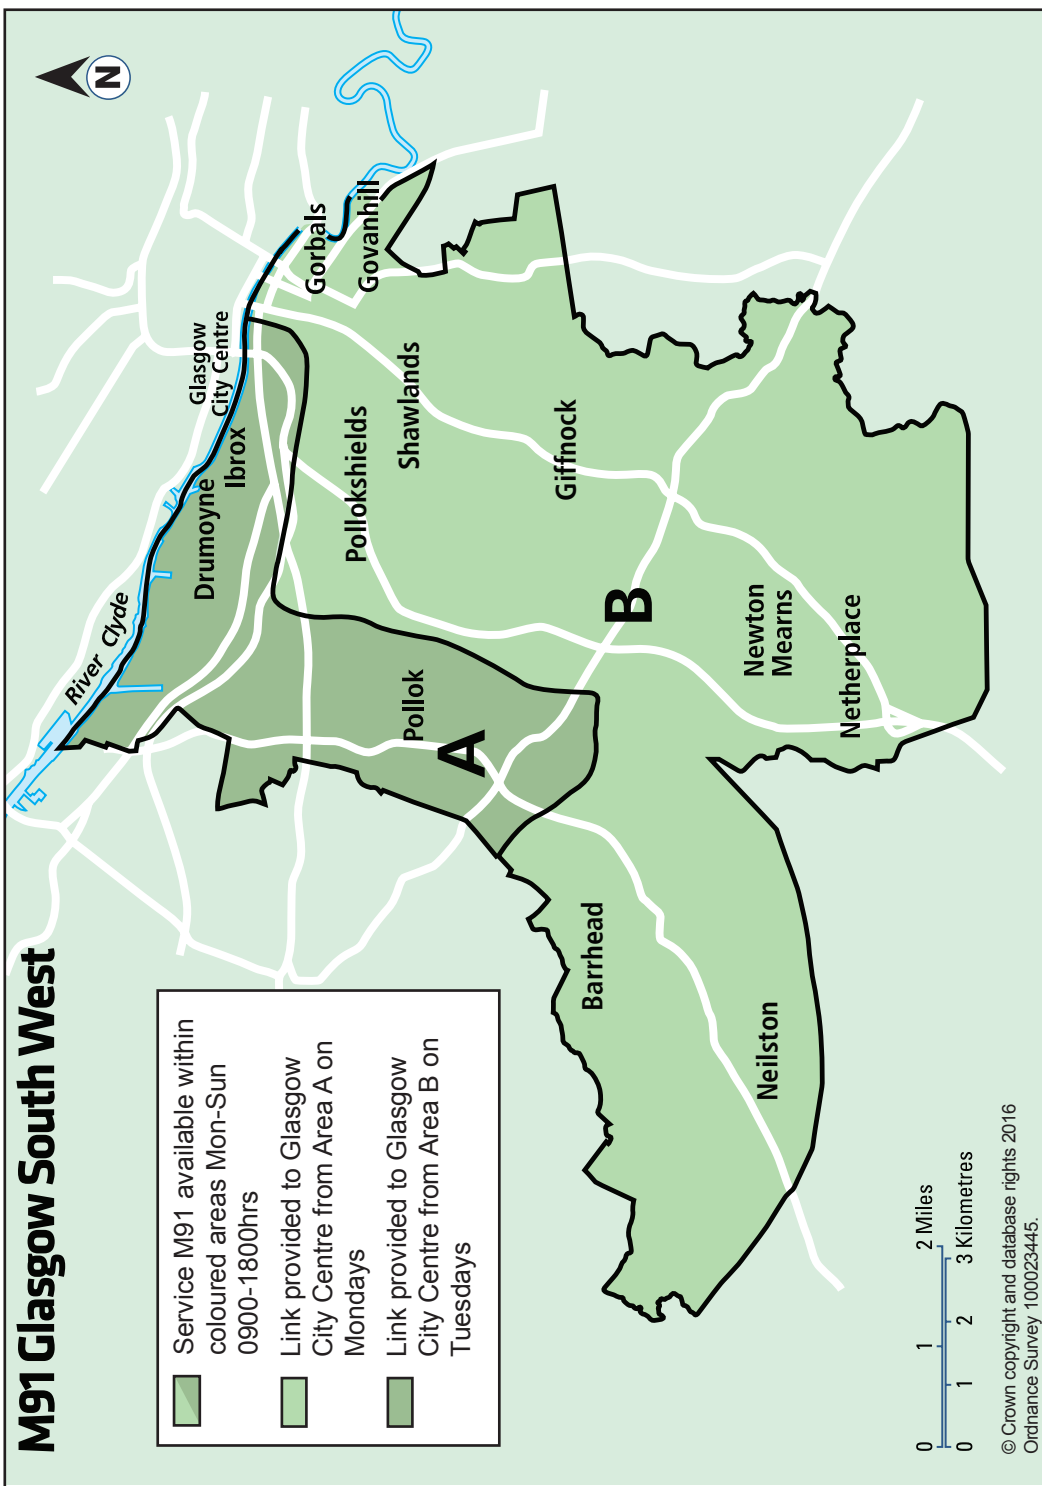 M91 Glasgow South West
N
Service M91 available within
coloured areas Mon-Sun
0900-1800hrs
Link provided to Glasgow
City Centre from Area A on
Mondays
Link provided to Glasgow
City Centre from Area B on
Tuesdays
River Clyde
Glasgow
City Centre
Drumoyne
Ibrox
Gorbals
Govanhill
Pollokshields
Shawlands
Pollok
A
Giffnock
B
Barrhead
Newton
Mearns
Netherplace
Neilston
0 1 2 Miles
0 1 2 3 Kilometres
© Crown copyright and database rights 2016
Ordnance Survey 100023445.